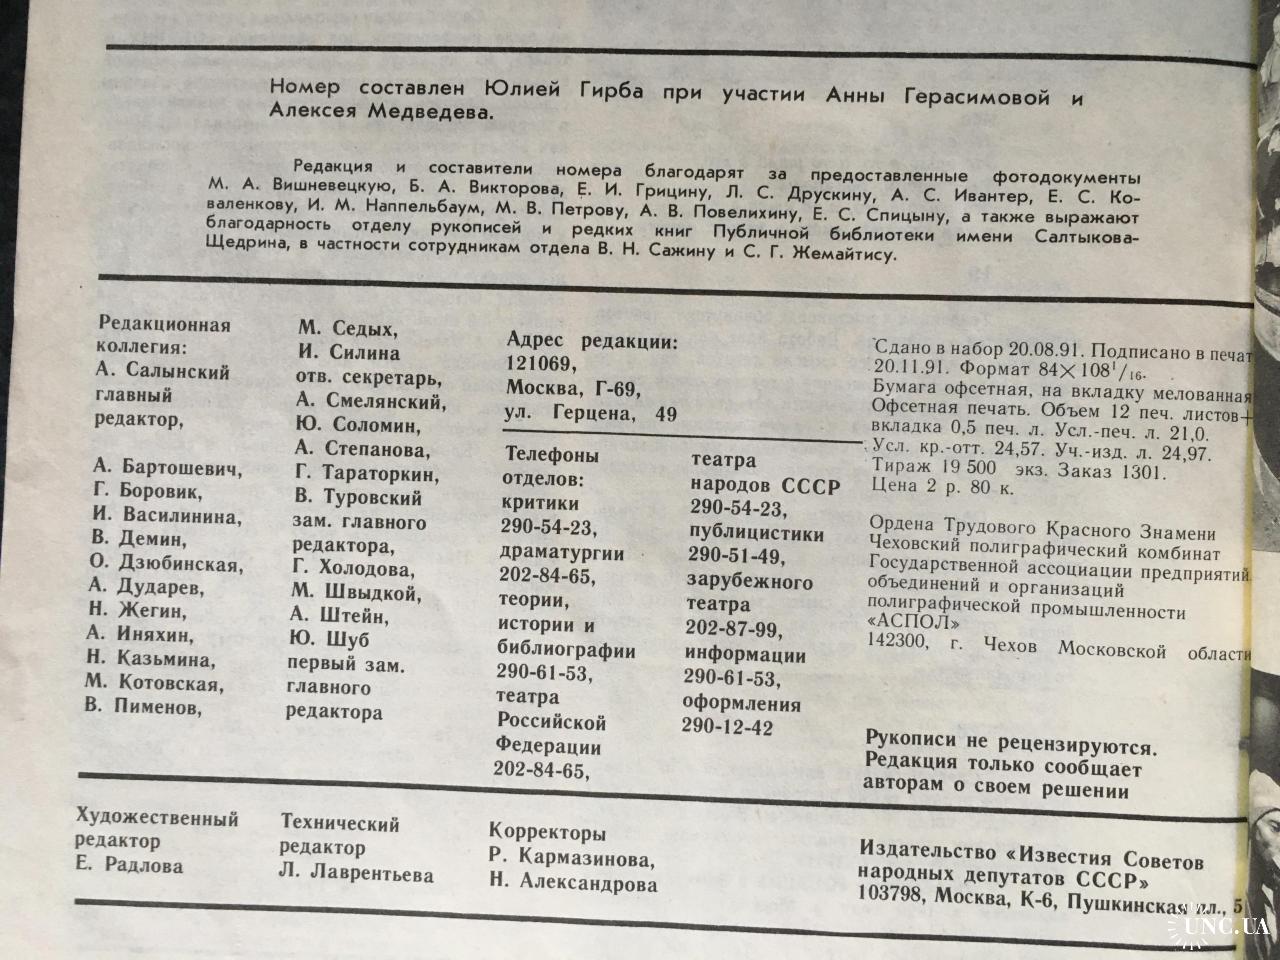 Номер составлен Юлией Гирба при участии Анны Герасимовой и
Алексея Медведева.
Редакция и составители номера благодарят за предоставленные фотодокументы
М. А. Вишневецкую, Б. А. Викторова, Е. И. Грицину, Л. С. Друскину, А. С. Ивантер, Е. С. Ко-
валенкову, И. М. Наппельбаум, М. В. Петрову, А. В. Повелихину, Е. С. Спицыну, а также выражают
благодарность отделу рукописей и редких книг Публичной библиотеки имени Салтыкова-
Щедрина, в частности сотрудникам отдела В. Н. Сажину и С. Г. Жемайтису.
Редакционная
коллегия:
А. Салынский
главный
редактор,
А. Бартошевич,
Г. Боровик,
И. Василинина,
В. Демин,
О. Дзюбинская,
А. Дударев,
Н. Жегин,
А. Иняхин,
Н. Казьмина,
М. Котовская,
В. Пименов,
М. Седых,
И. Силина
отв. секретарь,
А. Смелянский,
Ю. Соломин,
А. Степанова,
Г. Тараторкин,
В. Туровский
зам. главного
редактора,
Г. Холодова,
М. Швыдкой,
А. Штейн,
Ю. Шуб
первый зам.
главного
редактора
Адрес редакции:
121069,
Москва, Г-69,
ул. Герцена, 49
Телефоны
отделов:
критики
290-54-23,
драматургии
202-84-65,
теории,
истории и
библиографии
290-61-53,
театра
Российской
Федерации
202-84-65,
театра
народов СССР
290-54-23,
публицистики
290-51-49,
зарубежного
театра
202-87-99,
информации
290-61-53,
оформления
290-12-42
Сдано в набор 20.08.91. Подписано в печат
20.11.91. Формат 84×108¹/₁₆.
Бумага офсетная, на вкладку мелованная
Офсетная печать. Объем 12 печ. листов+
вкладка 0,5 печ. л. Усл.-печ. л. 21,0.
Усл. кр.-отт. 24,57. Уч.-изд. л. 24,97.
Тираж 19 500 экз. Заказ 1301.
Цена 2 р. 80 к.
Ордена Трудового Красного Знамени
Чеховский полиграфический комбинат
Государственной ассоциации предприятий,
объединений и организаций
полиграфической промышленности
«АСПОЛ»
142300, г. Чехов Московской области
Рукописи не рецензируются.
Редакция только сообщает
авторам о своем решении
Художественный
редактор
Е. Радлова
Технический
редактор
Л. Лаврентьева
Корректоры
Р. Кармазинова,
Н. Александрова
Издательство «Известия Советов
народных депутатов СССР»
103798, Москва, К-6, Пушкинская пл., 5
UNC.UA